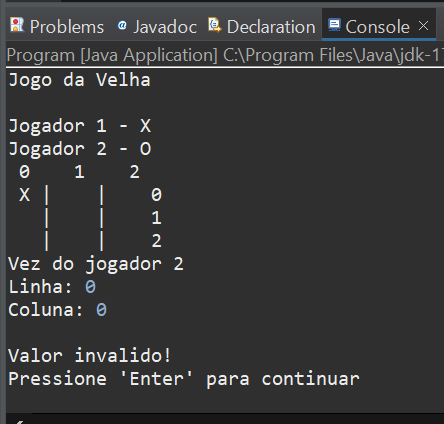 Problems @ Javadoc Declaration Console ×
Program [Java Application] C:\Program Files\Java\jdk-1
Jogo da Velha
Jogador 1 - X
Jogador 2 - O
0 1 2
X | | 0
| | 1
| | 2
Vez do jogador 2
Linha: 0
Coluna: 0
Valor invalido!
Pressione 'Enter' para continuar